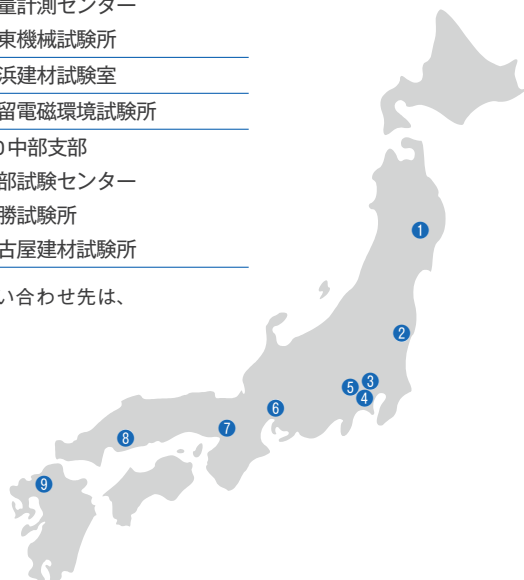 量計測センター
東機械試験所
浜建材試験室
留電磁環境試験所
中部支部
部試験センター
勝試験所
古屋建材試験所
い合わせ先は、
1
2
3
5
4
6
7
8
9